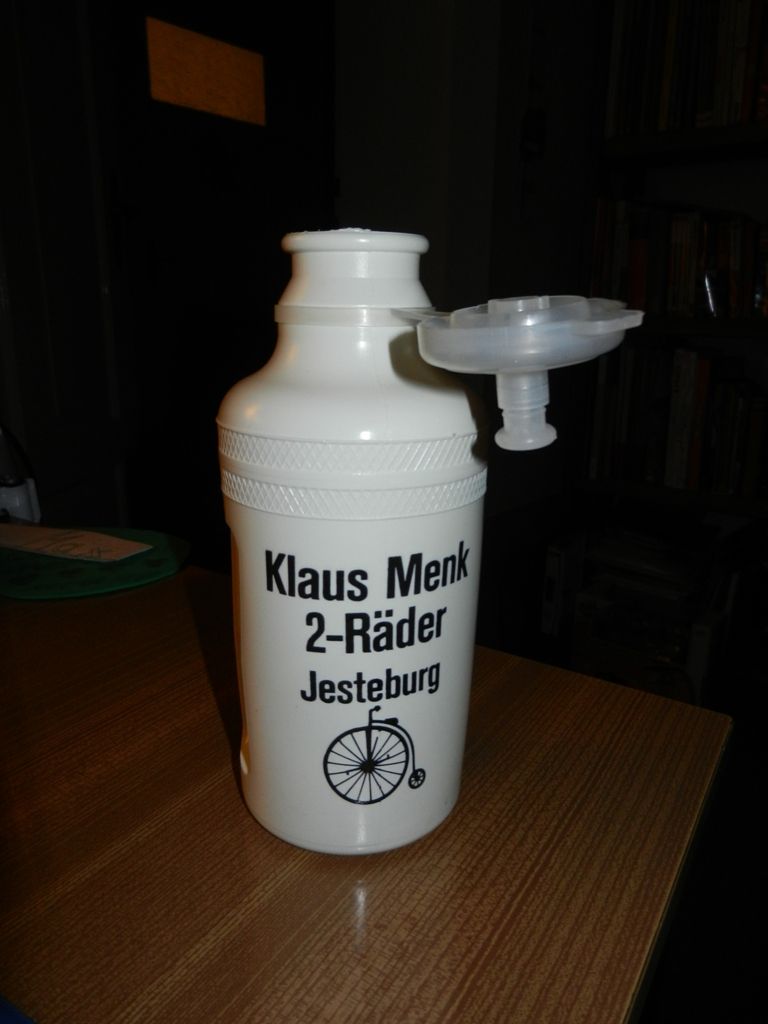 Klaus Menk
2-Räder
Jesteburg